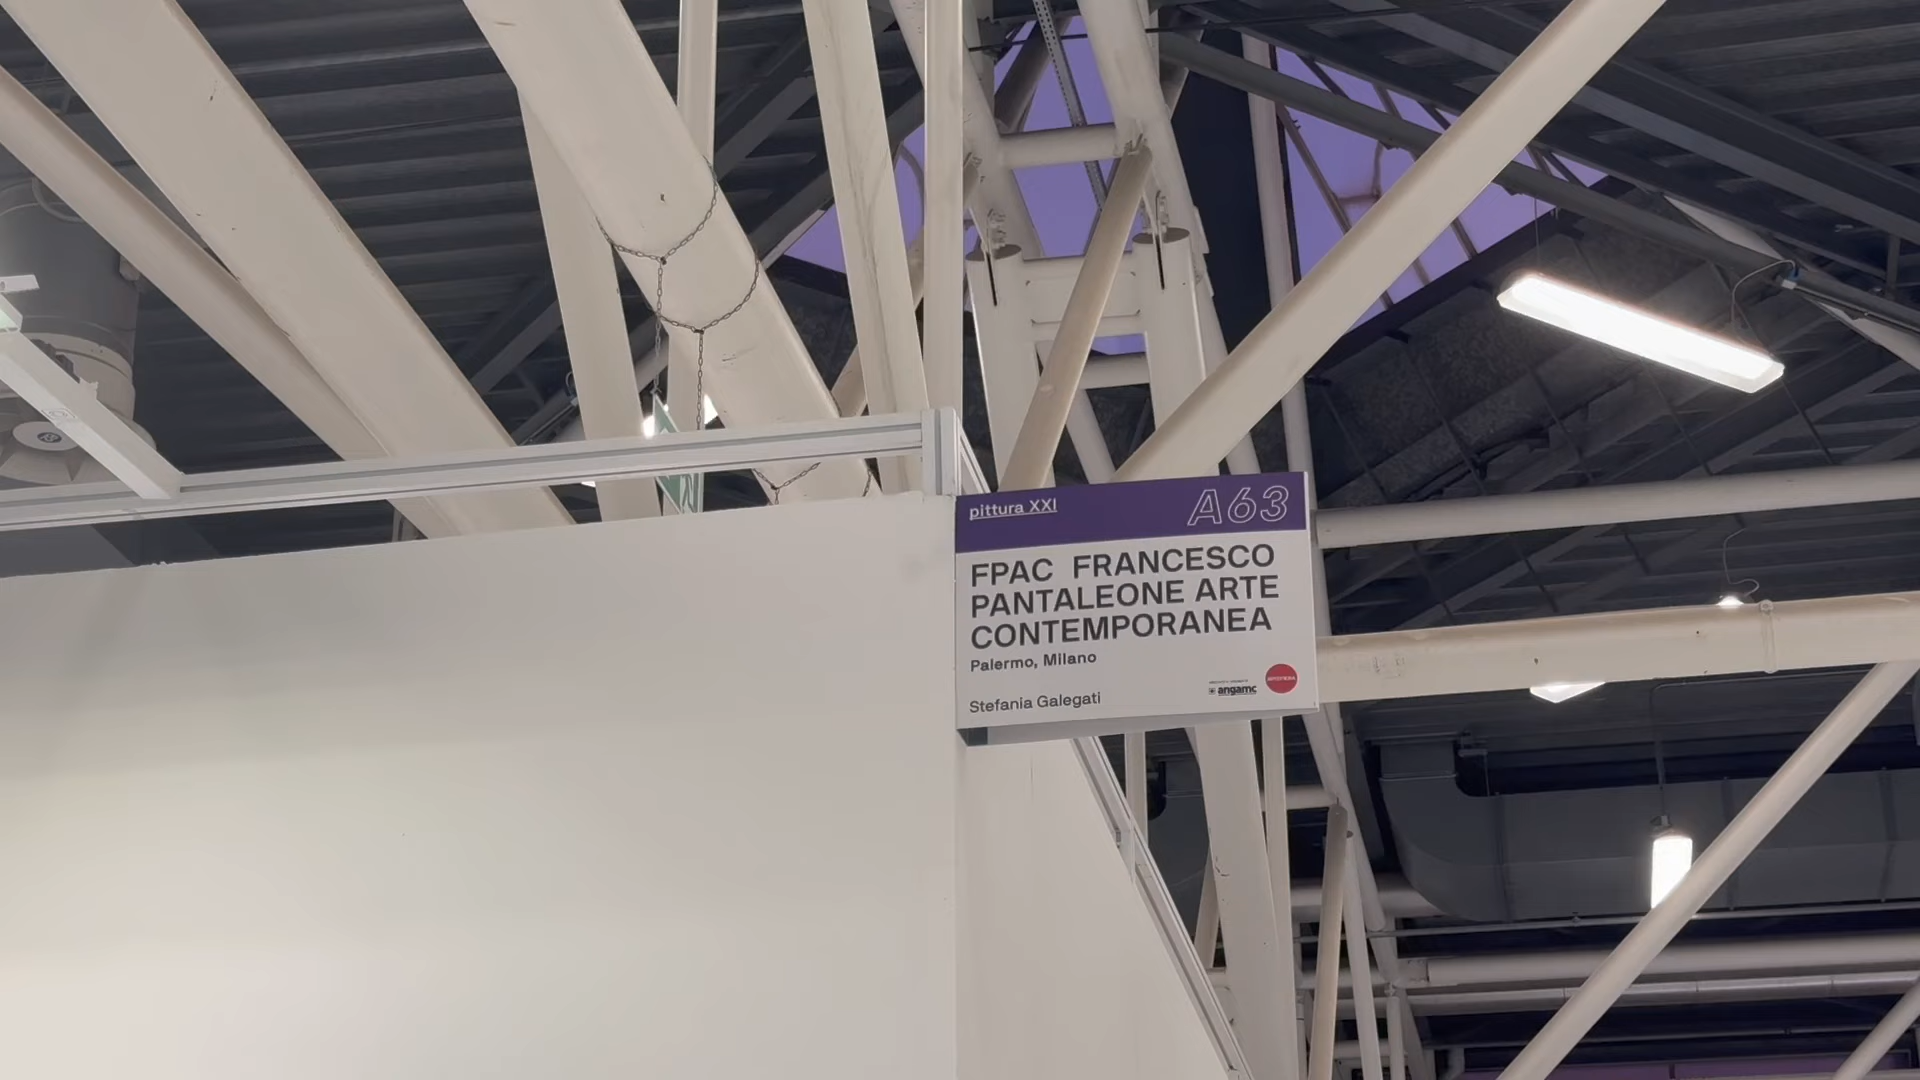 pittura XXI
A63
FPAC FRANCESCO
PANTALEONE ARTE
CONTEMPORANEA
Palermo, Milano
angamc
Stefania Galegati